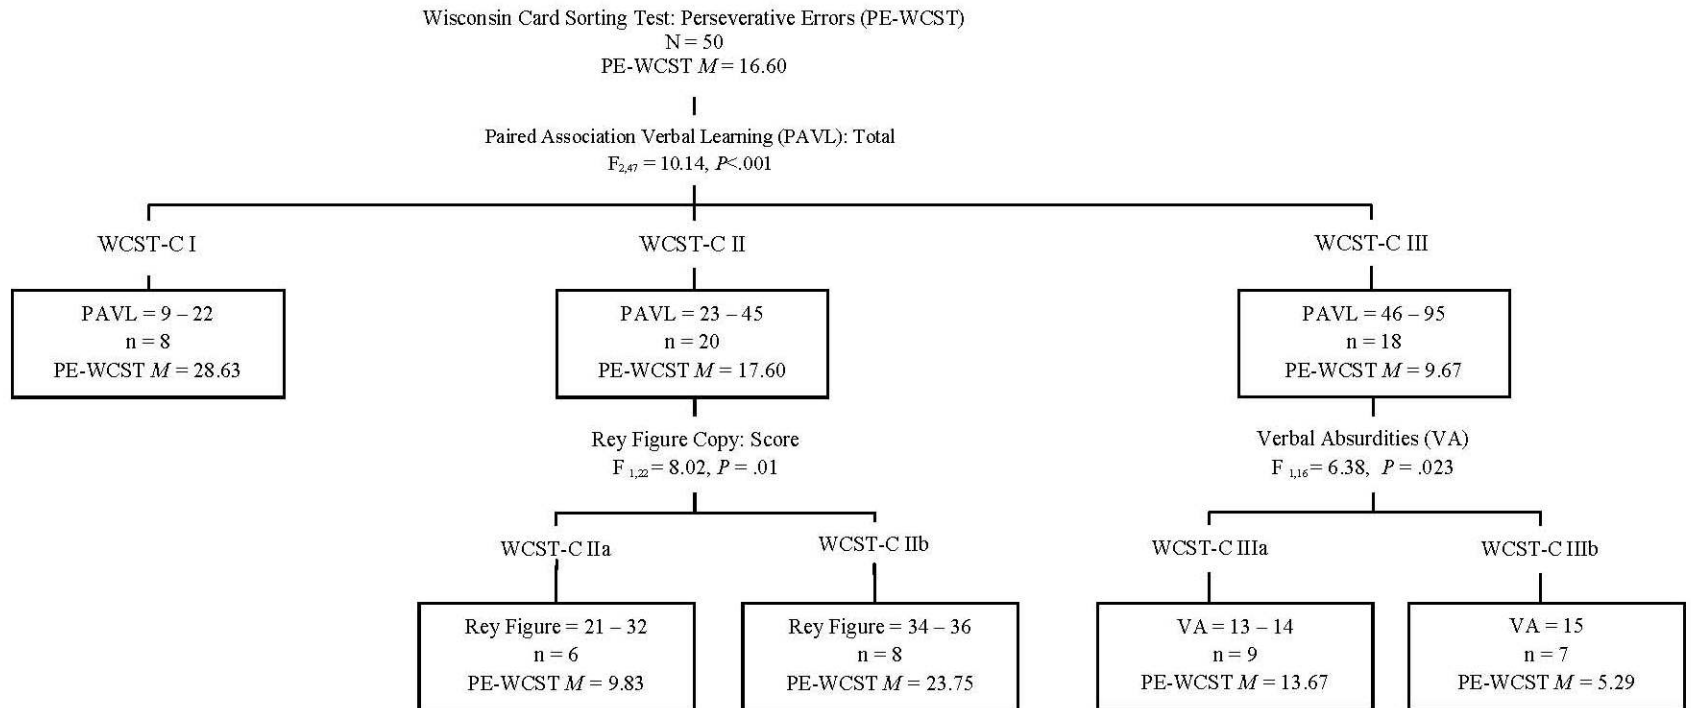 Wisconsin Card Sorting Test: Perseverative Errors (PE-WCST)
N = 50
PE-WCST M = 16.60
Paired Association Verbal Learning (PAVL): Total
F2,47 = 10.14, P<.001
WCST-C I
WCST-C II
WCST-C III
PAVL = 9 – 22
n = 8
PE-WCST M = 28.63
PAVL = 23 – 45
n = 20
PE-WCST M = 17.60
PAVL = 46 – 95
n = 18
PE-WCST M = 9.67
Rey Figure Copy: Score
F 1,22 = 8.02, P = .01
Verbal Absurdities (VA)
F 1,16 = 6.38, P = .023
WCST-C IIa
WCST-C IIb
WCST-C IIIa
WCST-C IIIb
Rey Figure = 21 – 32
n = 6
PE-WCST M = 9.83
Rey Figure = 34 – 36
n = 8
PE-WCST M = 23.75
VA = 13 – 14
n = 9
PE-WCST M = 13.67
VA = 15
n = 7
PE-WCST M = 5.29